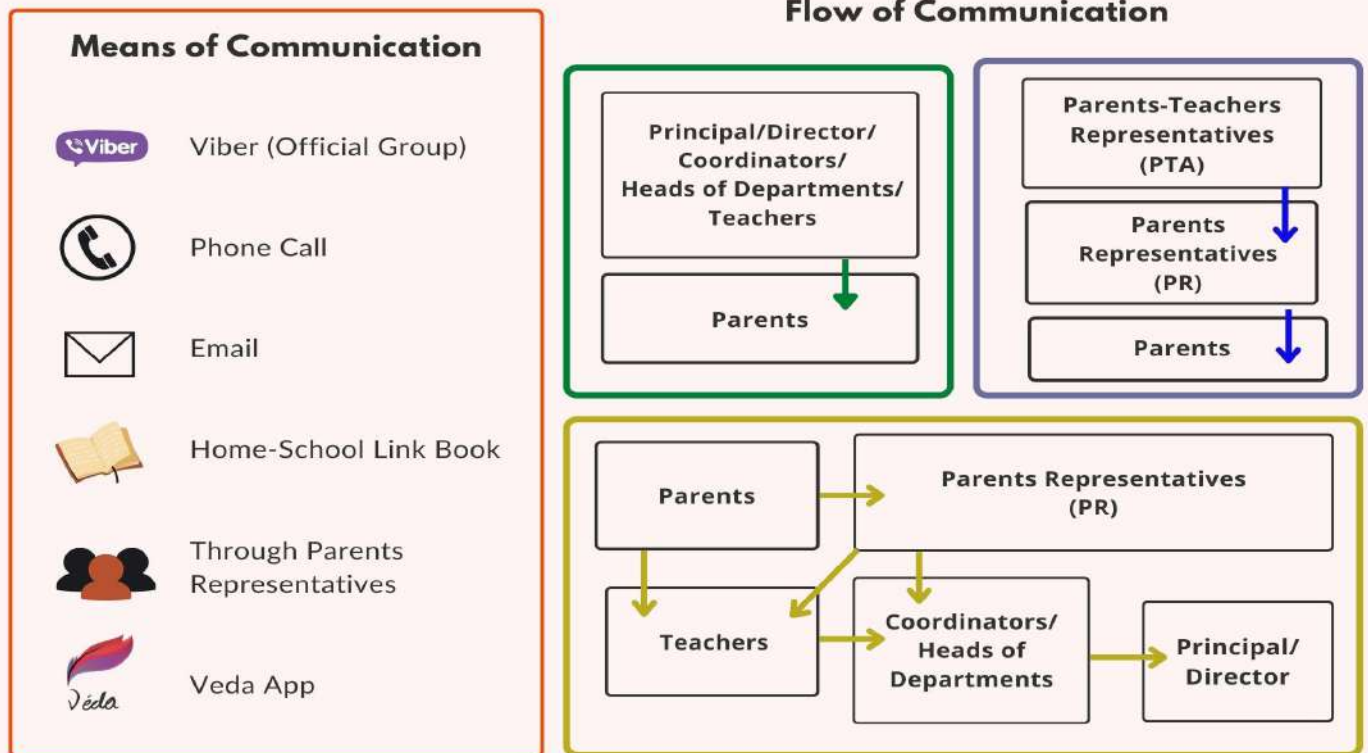 Flow of Communication
Means of Communication
Viber
Viber (Official Group)
Phone Call
Email
Home-School Link Book
Through Parents
Representatives
Véda
Veda App
Principal/Director/
Coordinators/
Heads of Departments/
Teachers
Parents
Parents-Teachers
Representatives
(PTA)
Parents
Representatives
(PR)
Parents
Parents
Parents Representatives
(PR)
Teachers
Coordinators/
Heads of
Departments
Principal/
Director